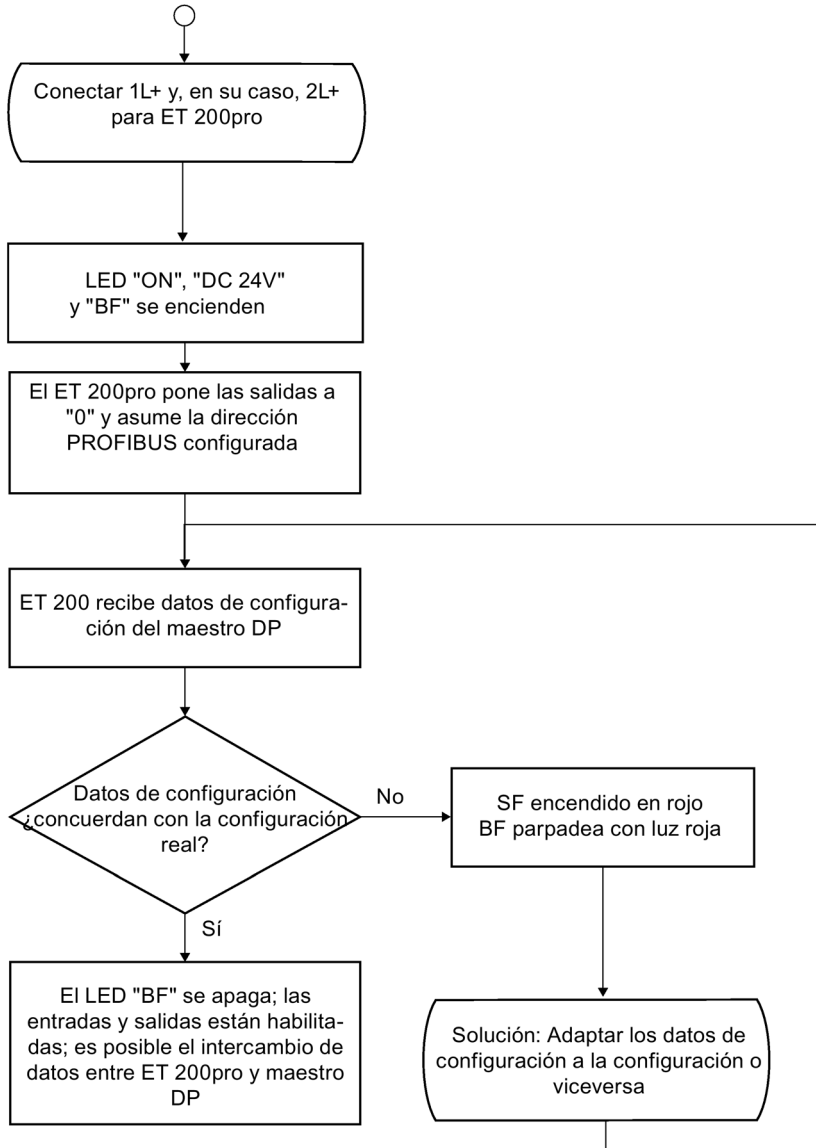 Conectar 1L+ y, en su caso, 2L+
para ET 200pro
LED "ON", "DC 24V"
y "BF" se encienden
El ET 200pro pone las salidas a
"0" y asume la dirección
PROFIBUS configurada
ET 200 recibe datos de configura-
ción del maestro DP
Datos de configuración
¿concuerdan con la configuración
real?
No
SF encendido en rojo
BF parpadea con luz roja
Sí
El LED "BF" se apaga; las
entradas y salidas están habilita-
das; es posible el intercambio de
datos entre ET 200pro y maestro
DP
Solución: Adaptar los datos de
configuración a la configuración o
viceversa